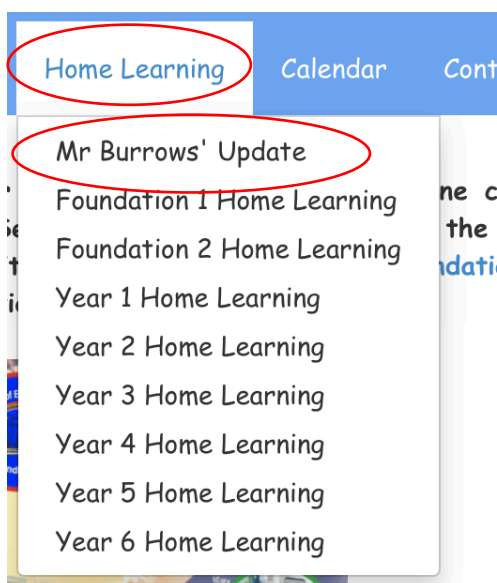 Home Learning Calendar
Mr Burrows' Update
Foundation 1 Home Learning
Foundation 2 Home Learning
Year 1 Home Learning
Year 2 Home Learning
Year 3 Home Learning
Year 4 Home Learning
Year 5 Home Learning
Year 6 Home Learning
the